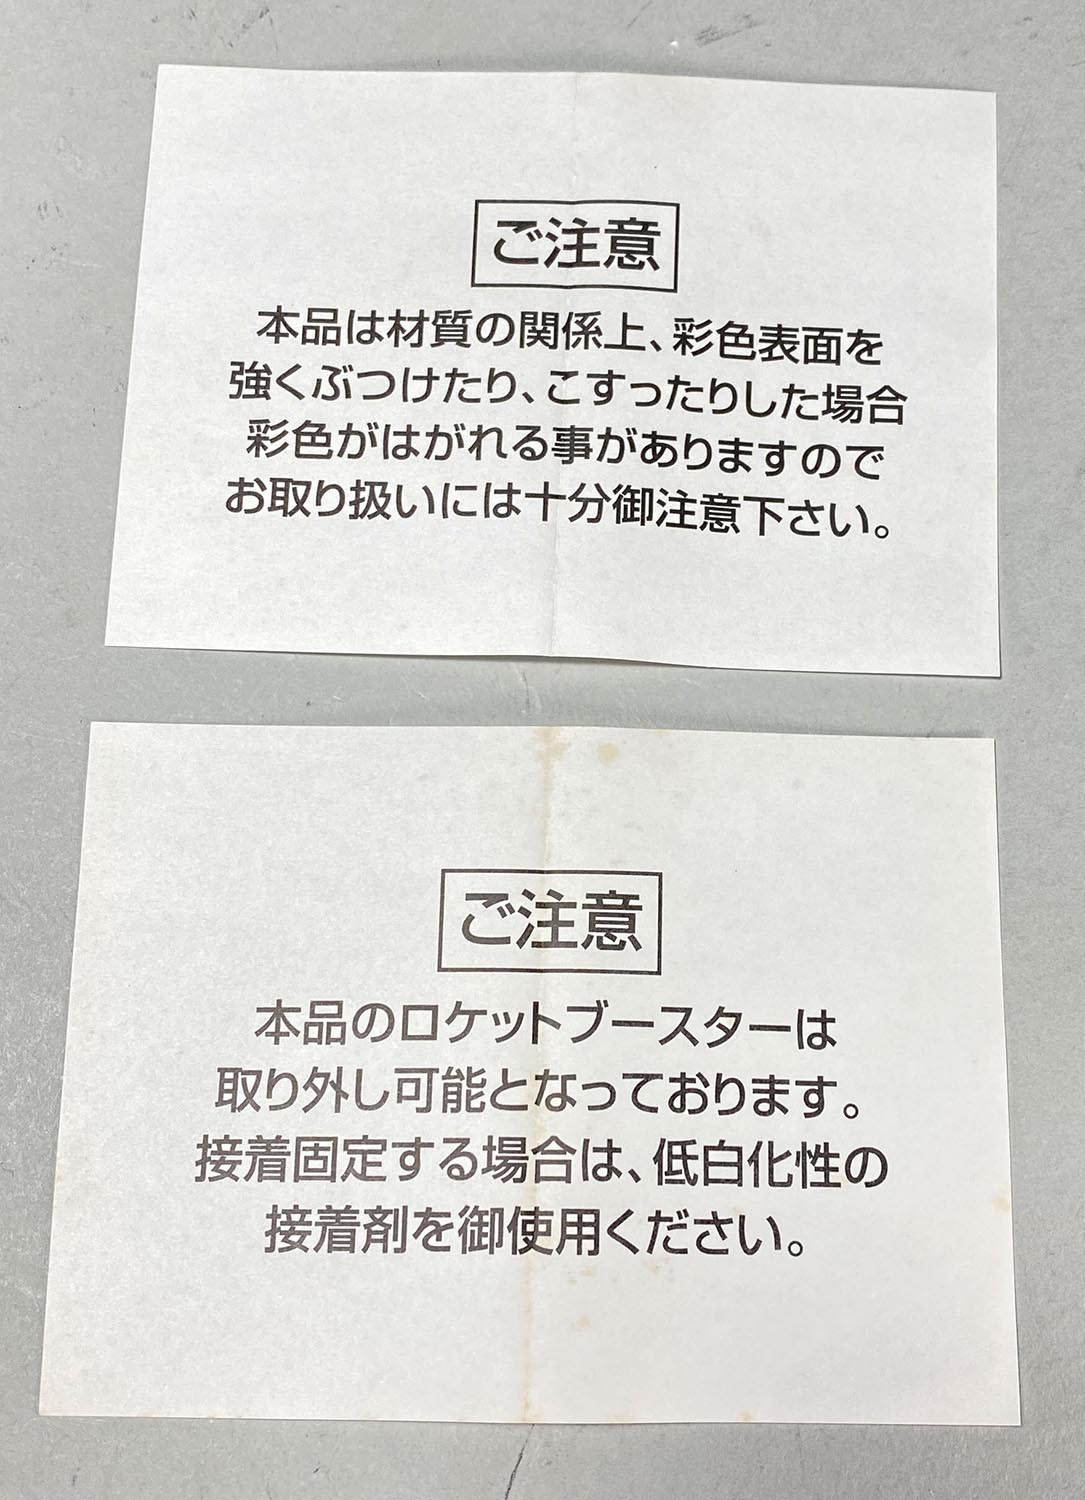 ご注意
本品は材質の関係上、彩色表面を
強くぶつけたり、こすったりした場合
彩色がはがれる事がありますので
お取り扱いには十分御注意下さい。
ご注意
本品のロケットブースターは
取り外し可能となっております。
接着固定する場合は、低白化性の
接着剤を御使用ください。